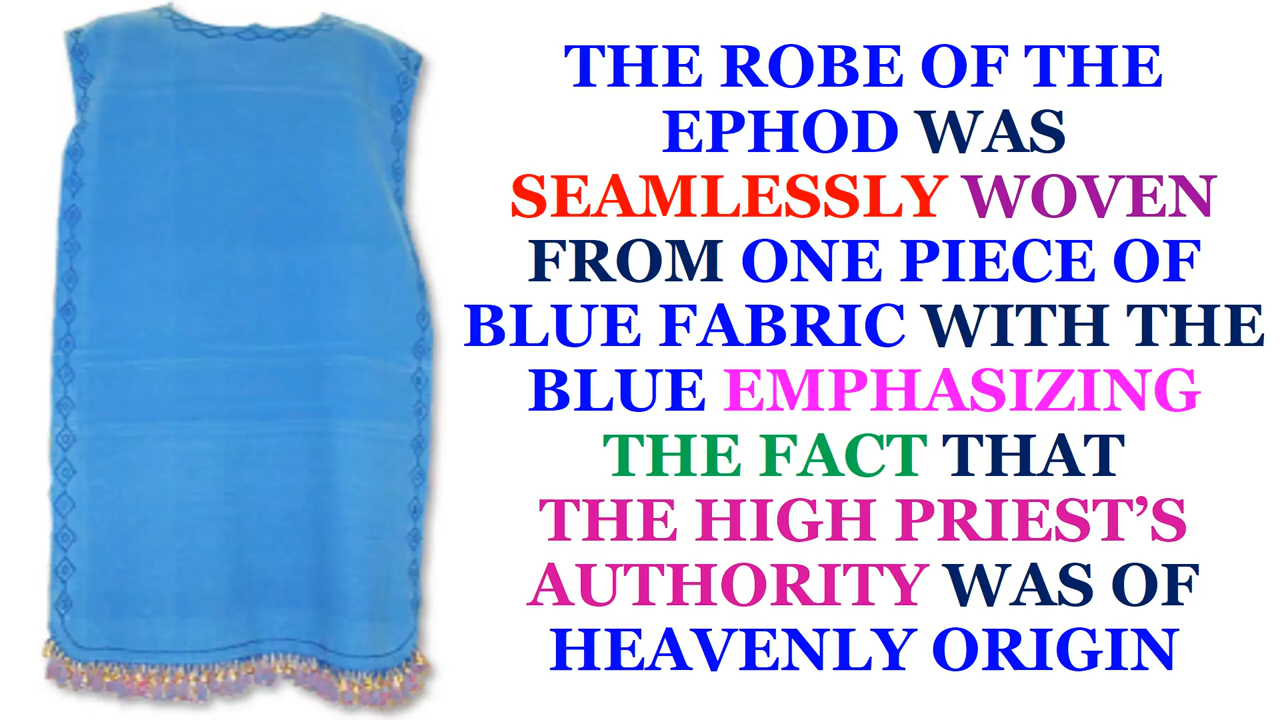 THE ROBE OF THE
EPHOD WAS
SEAMLESSLY WOVEN
FROM ONE PIECE OF
BLUE FABRIC WITH THE
BLUE EMPHASIZING
THE FACT THAT
THE HIGH PRIEST’S
AUTHORITY WAS OF
HEAVENLY ORIGIN